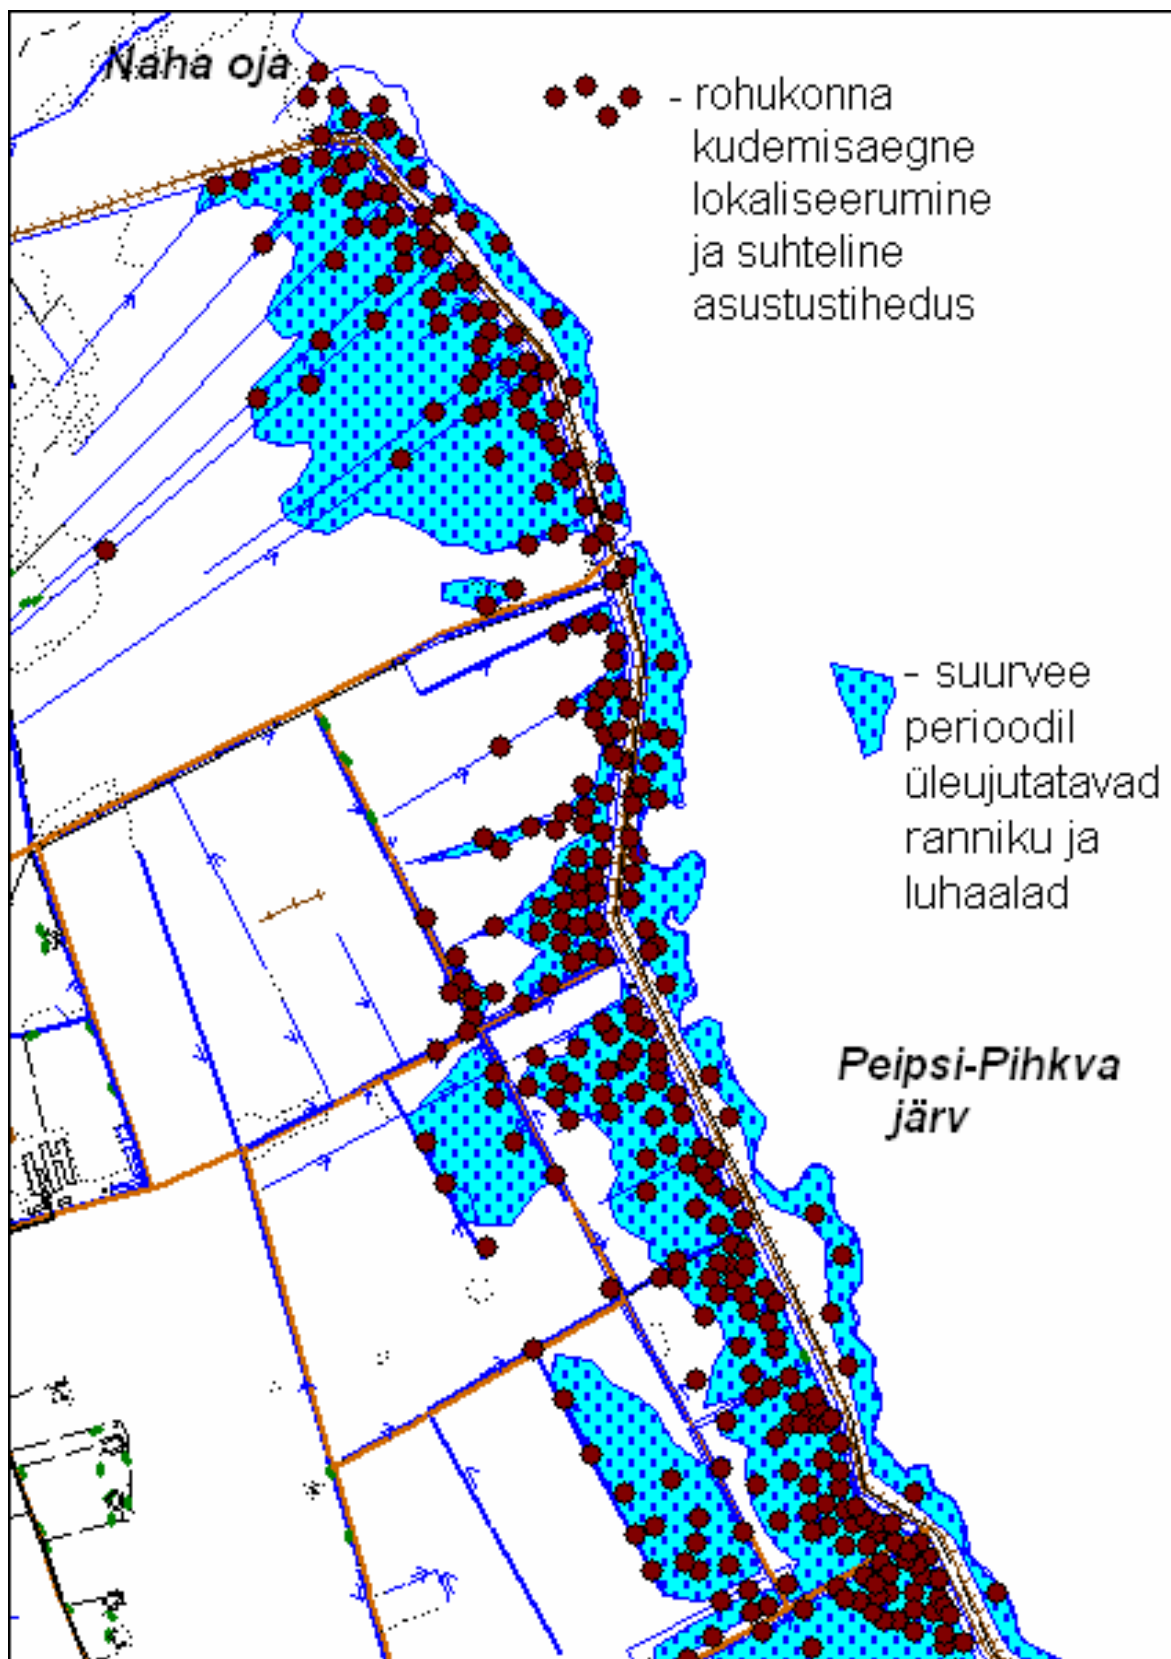 Naha oja
- rohukonna
kudemisaegne
lokaliseerumine
ja suhteline
asustustihedus
- suurvee
perioodil
üleujutatavad
ranniku ja
luhaalad
Peipsi-Pihkva
järv